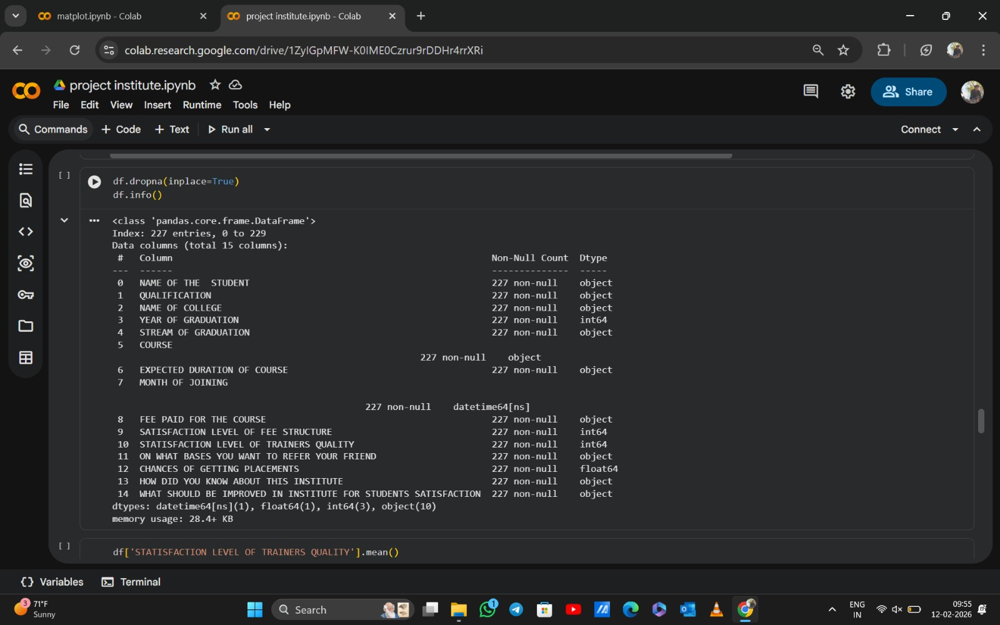 matplot.ipynb - Colab
project institute.ipynb - Colab
colab.research.google.com/drive/1ZyIGpMFW-K0IME0Czrur9rDDHr4rrXRi
project institute.ipynb
File Edit View Insert Runtime Tools Help
Share
Commands + Code + Text Run all
Connect
[ ]
df.dropna(inplace=True)
df.info()
<class 'pandas.core.frame.DataFrame'>
Index: 227 entries, 0 to 229
Data columns (total 15 columns):
# Column Non-Null Count Dtype
--- ------ -------------- -----
0 NAME OF THE  STUDENT 227 non-null object
1 QUALIFICATION 227 non-null object
2 NAME OF COLLEGE 227 non-null object
3 YEAR OF GRADUATION 227 non-null int64
4 STREAM OF GRADUATION 227 non-null object
5 COURSE
227 non-null object
6 EXPECTED DURATION OF COURSE 227 non-null object
7 MONTH OF JOINING
227 non-null datetime64[ns]
8 FEE PAID FOR THE COURSE 227 non-null object
9 SATISFACTION LEVEL OF FEE STRUCTURE 227 non-null int64
10 STATISFACTION LEVEL OF TRAINERS QUALITY 227 non-null int64
11 ON WHAT BASES YOU WANT TO REFER YOUR FRIEND 227 non-null object
12 CHANCES OF GETTING PLACEMENTS 227 non-null float64
13 HOW DID YOU KNOW ABOUT THIS INSTITUTE 227 non-null object
14 WHAT SHOULD BE IMPROVED IN INSTITUTE FOR STUDENTS SATISFACTION 227 non-null object
dtypes: datetime64[ns](1), float64(1), int64(3), object(10)
memory usage: 28.4+ KB
[ ]
df['STATISFACTION LEVEL OF TRAINERS QUALITY'].mean()
{} Variables Terminal
3
71°F
Sunny
Search
1
ENG
IN
09:55
12-02-2026